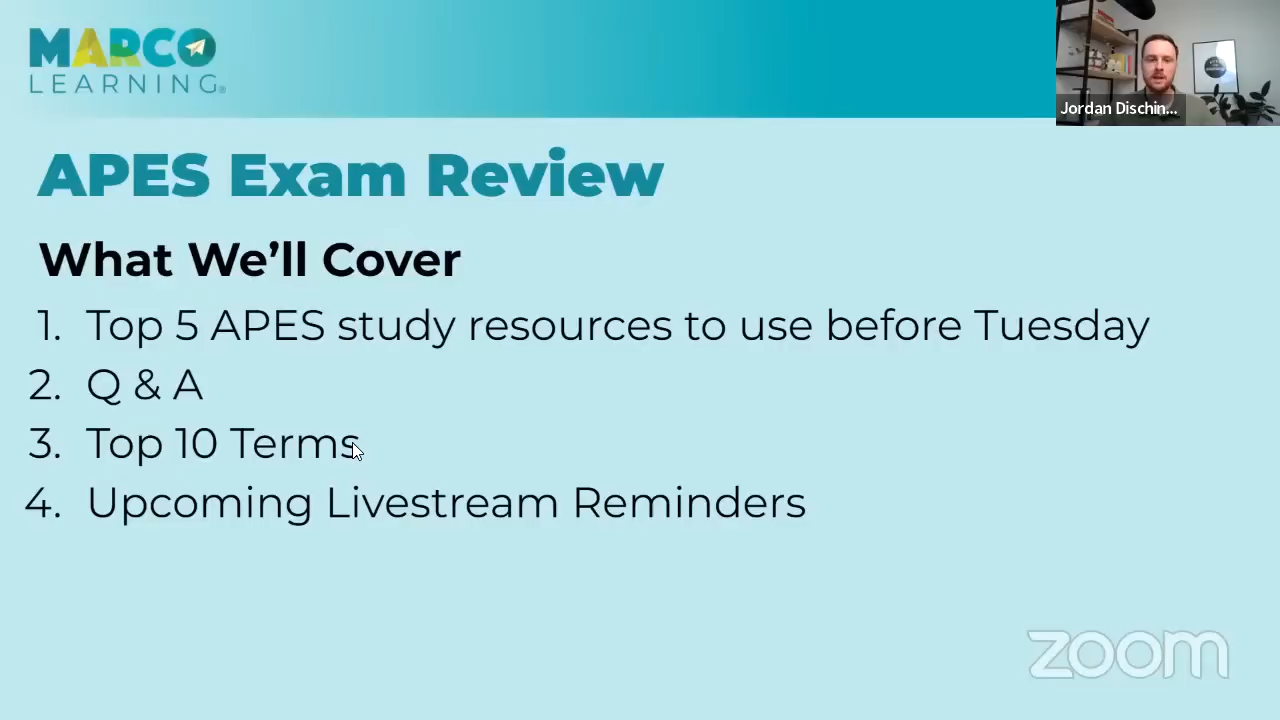 MARCO
LEARNING®
Jordan Dischin...
APES Exam Review
What We’ll Cover
1. Top 5 APES study resources to use before Tuesday
2. Q & A
3. Top 10 Terms
4. Upcoming Livestream Reminders
zoom